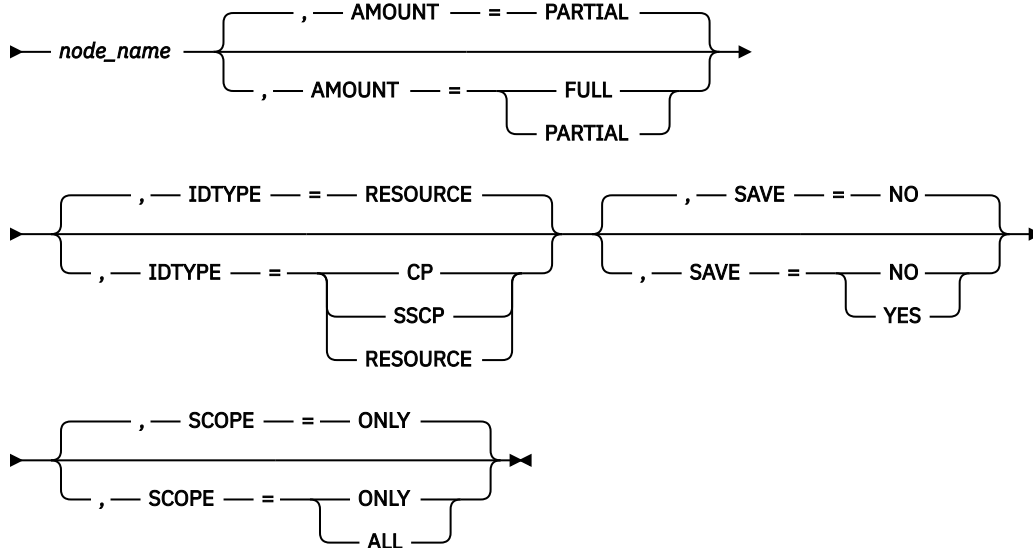 , AMOUNT = PARTIAL
node_name
, AMOUNT = FULL
PARTIAL
, IDTYPE = RESOURCE , SAVE = NO
, IDTYPE = CP , SAVE = NO
SSCP YES
RESOURCE
, SCOPE = ONLY
, SCOPE = ONLY
ALL